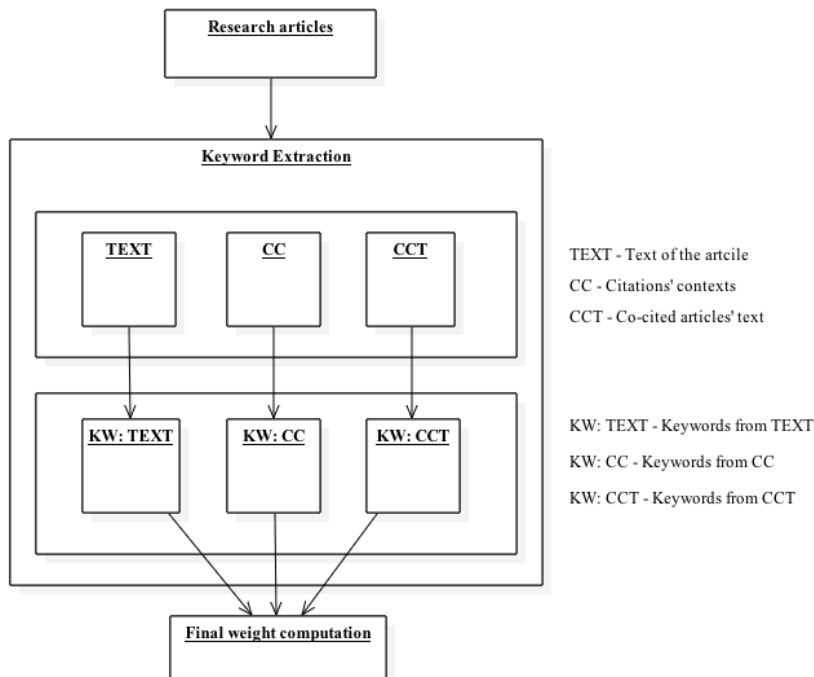 Research articles
Keyword Extraction
TEXT
CC
CCT
TEXT - Text of the artcile
CC - Citations' contexts
CCT - Co-cited articles' text
KW: TEXT
KW: CC
KW: CCT
KW: TEXT - Keywords from TEXT
KW: CC - Keywords from CC
KW: CCT - Keywords from CCT
Final weight computation